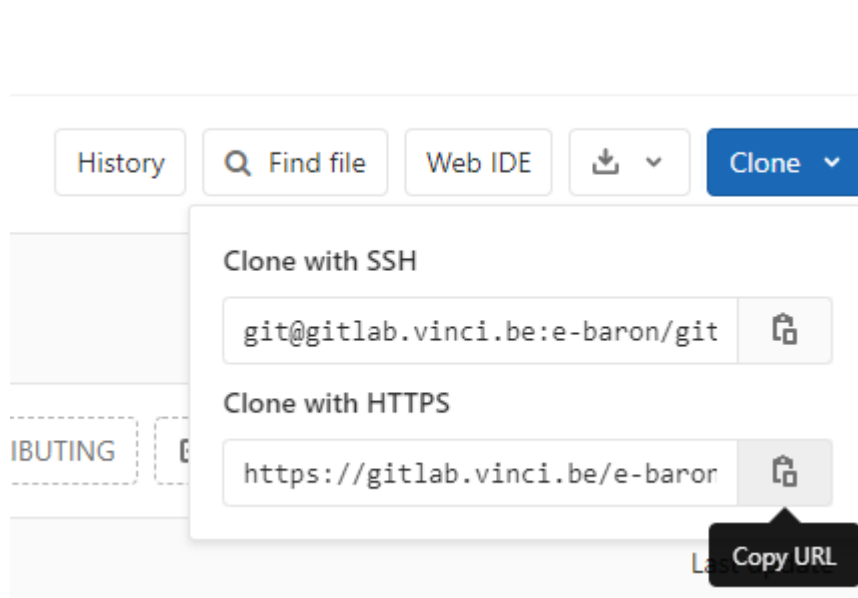 History Find file Web IDE Clone
Clone with SSH
git@gitlab.vinci.be:e-baron/git
Clone with HTTPS
IBUTING
https://gitlab.vinci.be/e-baron
Copy URL